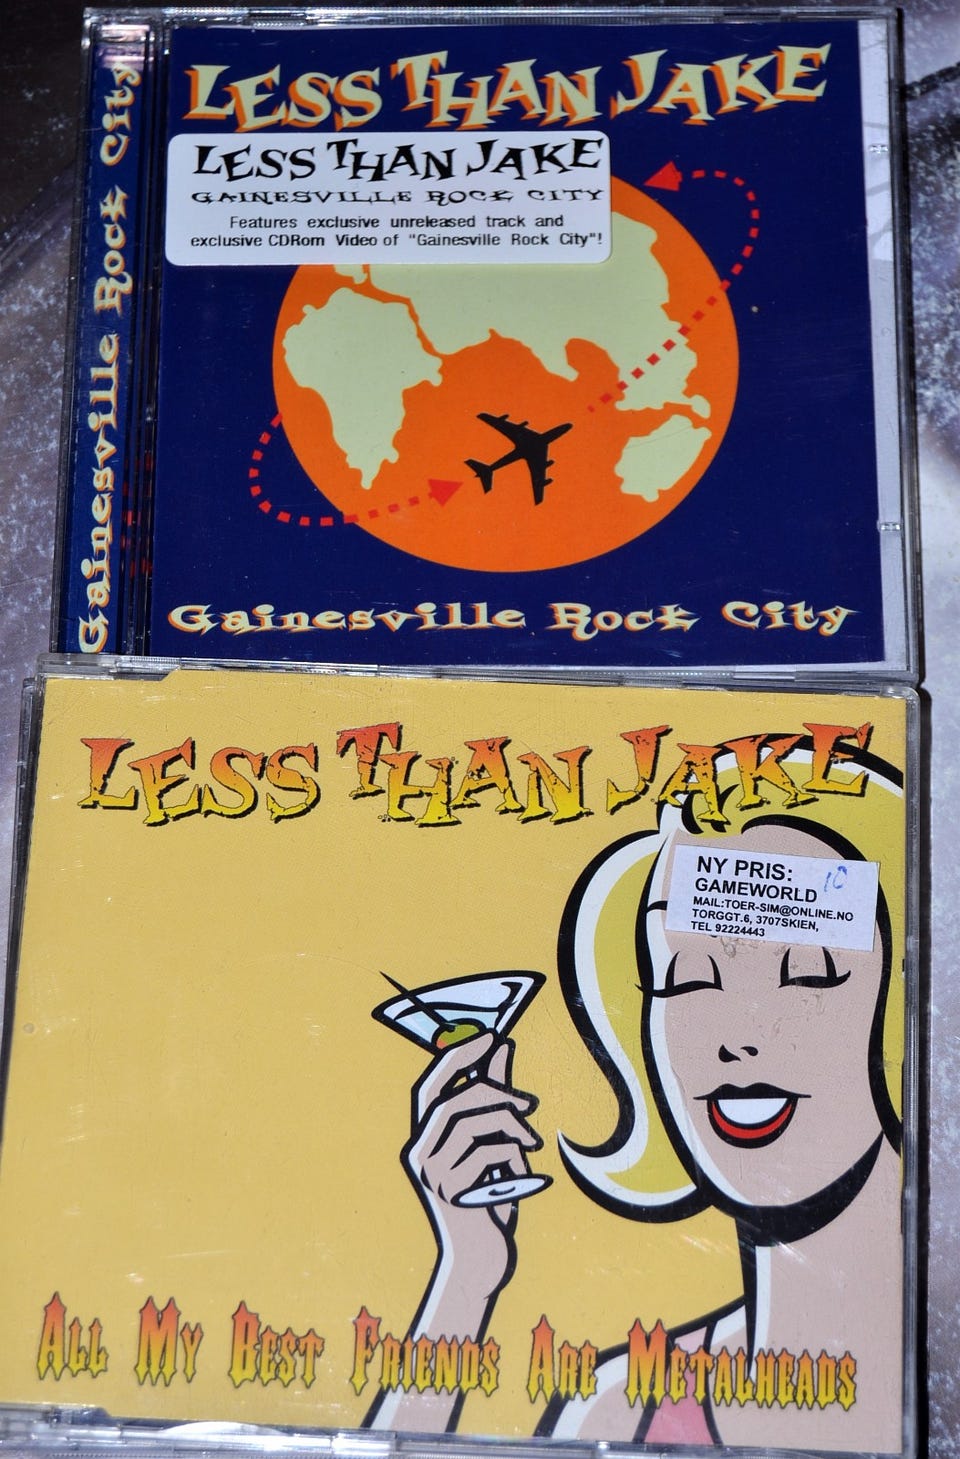 Gainesville Rock City
LESS THAN JAKE
LESS THAN JAKE
GAINESVILLE ROCK CITY
Features exclusive unreleased track and
exclusive CDRom Video of "Gainesville Rock City"!
Gainesville Rock City
LESS THAN JAKE
NY PRIS: 10
GAMEWORLD
MAIL:TOER-SIM@ONLINE.NO
TORGGT.6, 3707SKIEN,
TEL 92224443
ALL MY BEST FRIENDS ARE METALHEADS